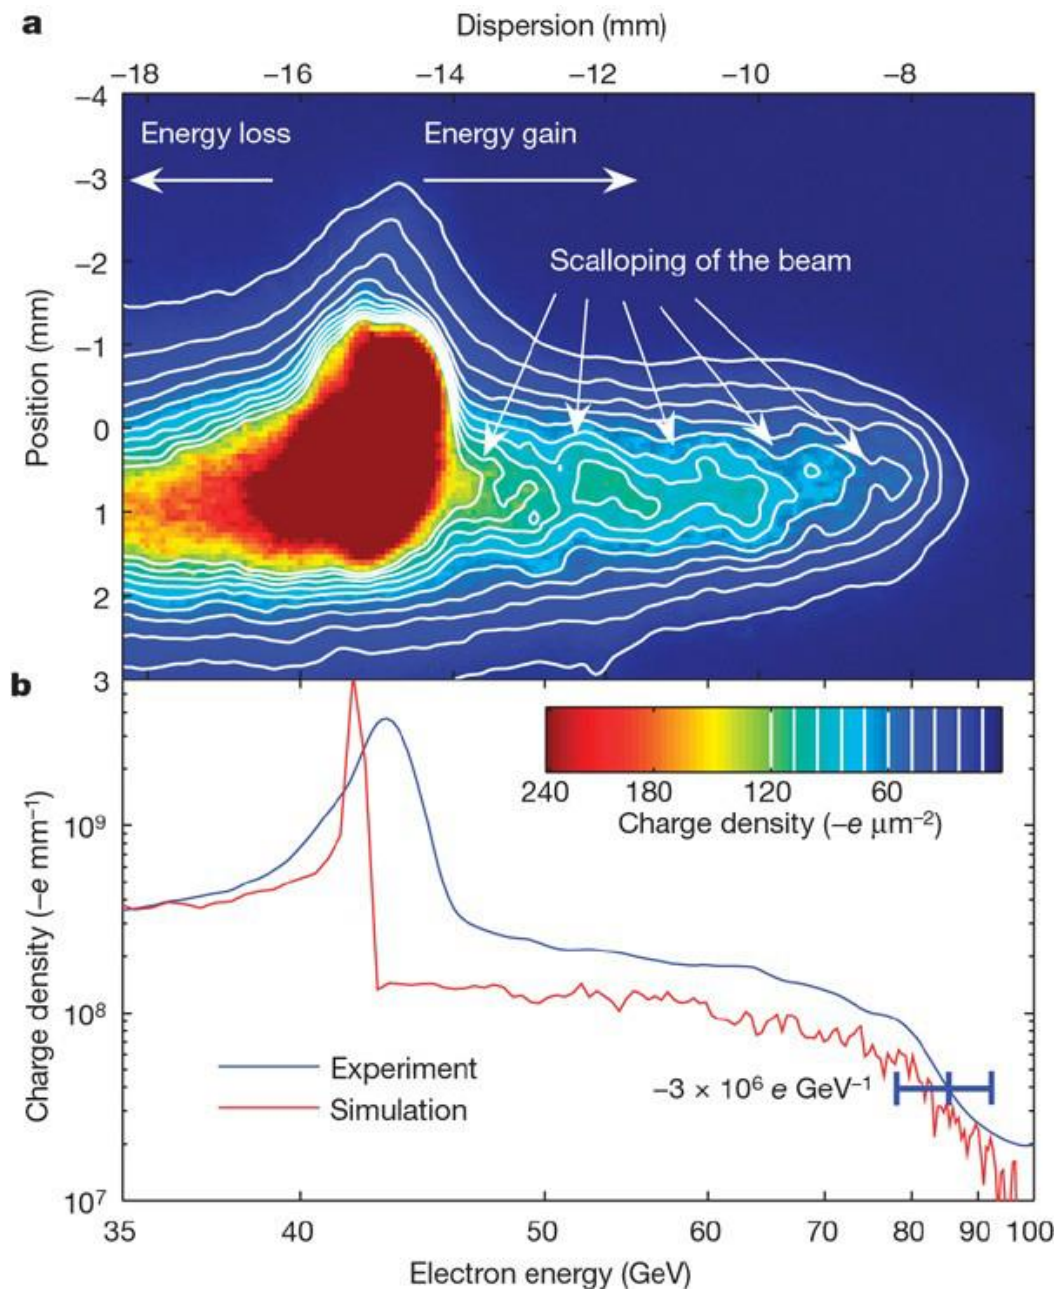 a
Dispersion (mm)
−18 −16 −14 −12 −10 −8
−4
Energy loss Energy gain
−3
−2
Scalloping of the beam
Position (mm)
−1
0
1
2
b
3
240 180 120 60
Charge density (−e μm⁻²)
10⁹
Charge density (−e mm⁻¹)
10⁸
Experiment
−3 × 10⁶ e GeV⁻¹
Simulation
10⁷
35 40 50 60 70 80 90 100
Electron energy (GeV)